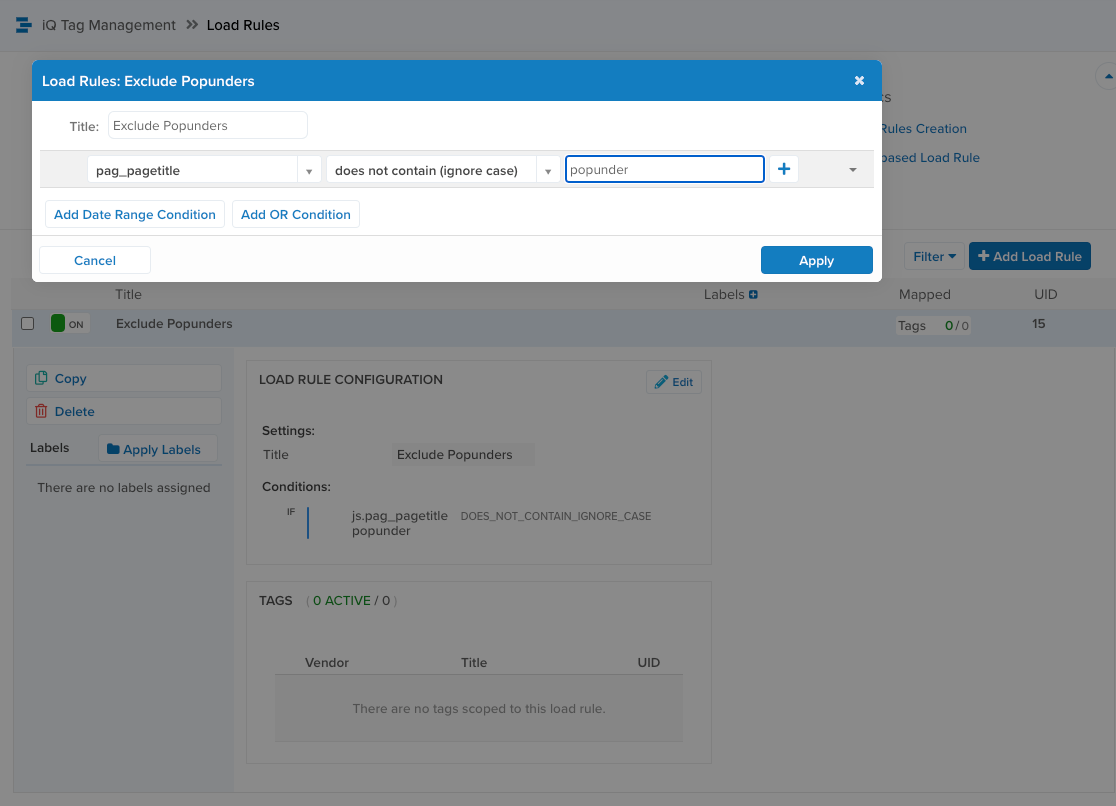 iQ Tag Management » Load Rules
Load Rules: Exclude Popunders
Title: Exclude Popunders
pag_pagetitle does not contain (ignore case) popunder
Add Date Range Condition Add OR Condition
Cancel Apply
Rules Creation
based Load Rule
Filter + Add Load Rule
Title Labels Mapped UID
ON Exclude Popunders Tags 0/0 15
Copy
Delete
Labels Apply Labels
There are no labels assigned
LOAD RULE CONFIGURATION Edit
Settings:
Title Exclude Popunders
Conditions:
IF js.pag_pagetitle DOES_NOT_CONTAIN_IGNORE_CASE
popunder
TAGS ( 0 ACTIVE / 0 )
Vendor Title UID
There are no tags scoped to this load rule.